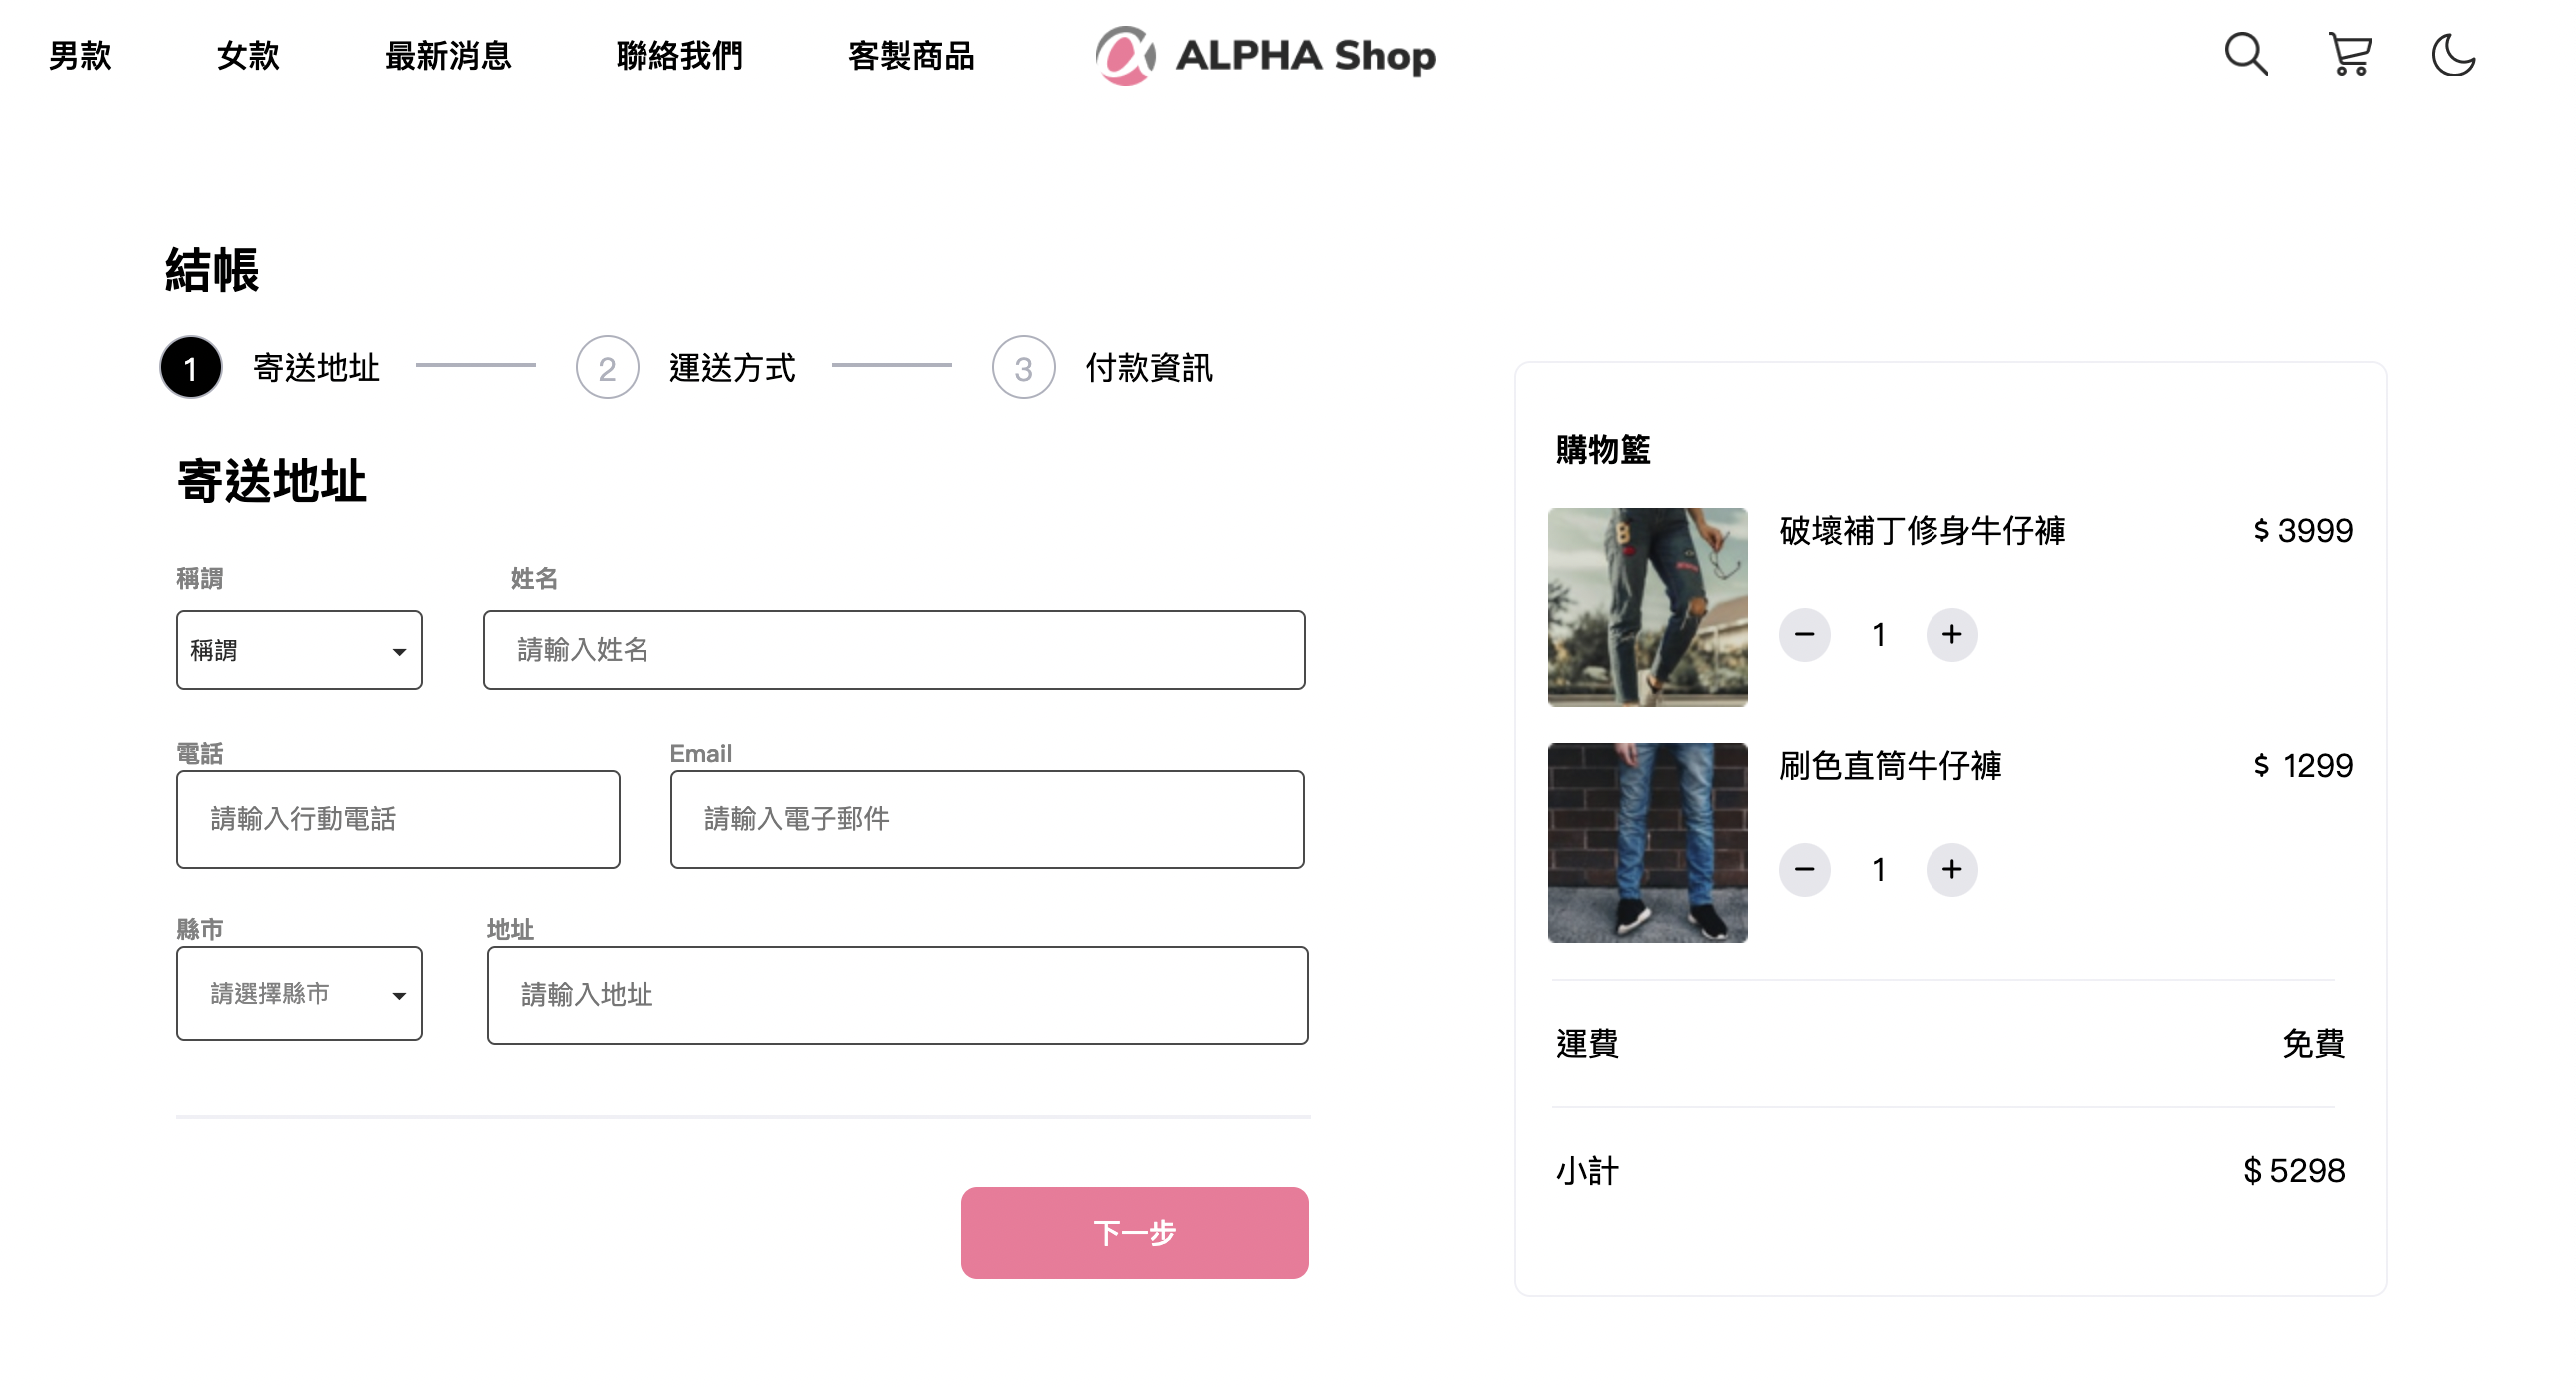 男款 女款 最新消息 聯絡我們 客製商品 ALPHA Shop
結帳
1 寄送地址 2 運送方式 3 付款資訊
寄送地址
稱謂 姓名
稱謂 請輸入姓名
電話 Email
請輸入行動電話 請輸入電子郵件
縣市 地址
請選擇縣市 請輸入地址
下一步
購物籃
破壞補丁修身牛仔褲 $ 3999
− 1 +
刷色直筒牛仔褲 $ 1299
− 1 +
運費 免費
小計 $ 5298